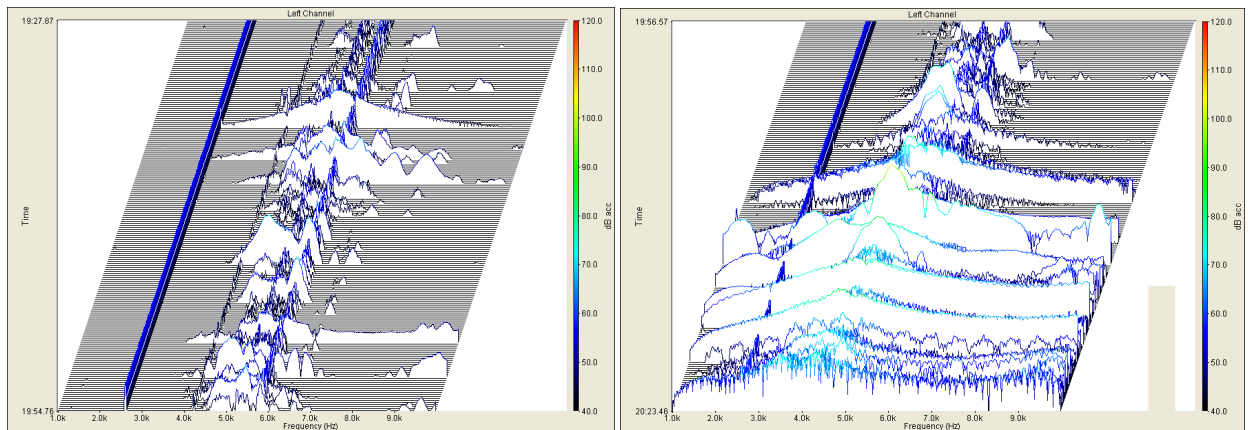 Left Channel
19:27.87
120.0
110.0
100.0
90.0
80.0
70.0
60.0
50.0
40.0
Time
dB acc
19:54.76
1.0k 2.0k 3.0k 4.0k 5.0k 6.0k 7.0k 8.0k 9.0k
Frequency (Hz)
Left Channel
19:56.57
120.0
110.0
100.0
90.0
80.0
70.0
60.0
50.0
40.0
Time
dB acc
20:23.46
1.0k 2.0k 3.0k 4.0k 5.0k 6.0k 7.0k 8.0k 9.0k
Frequency (Hz)